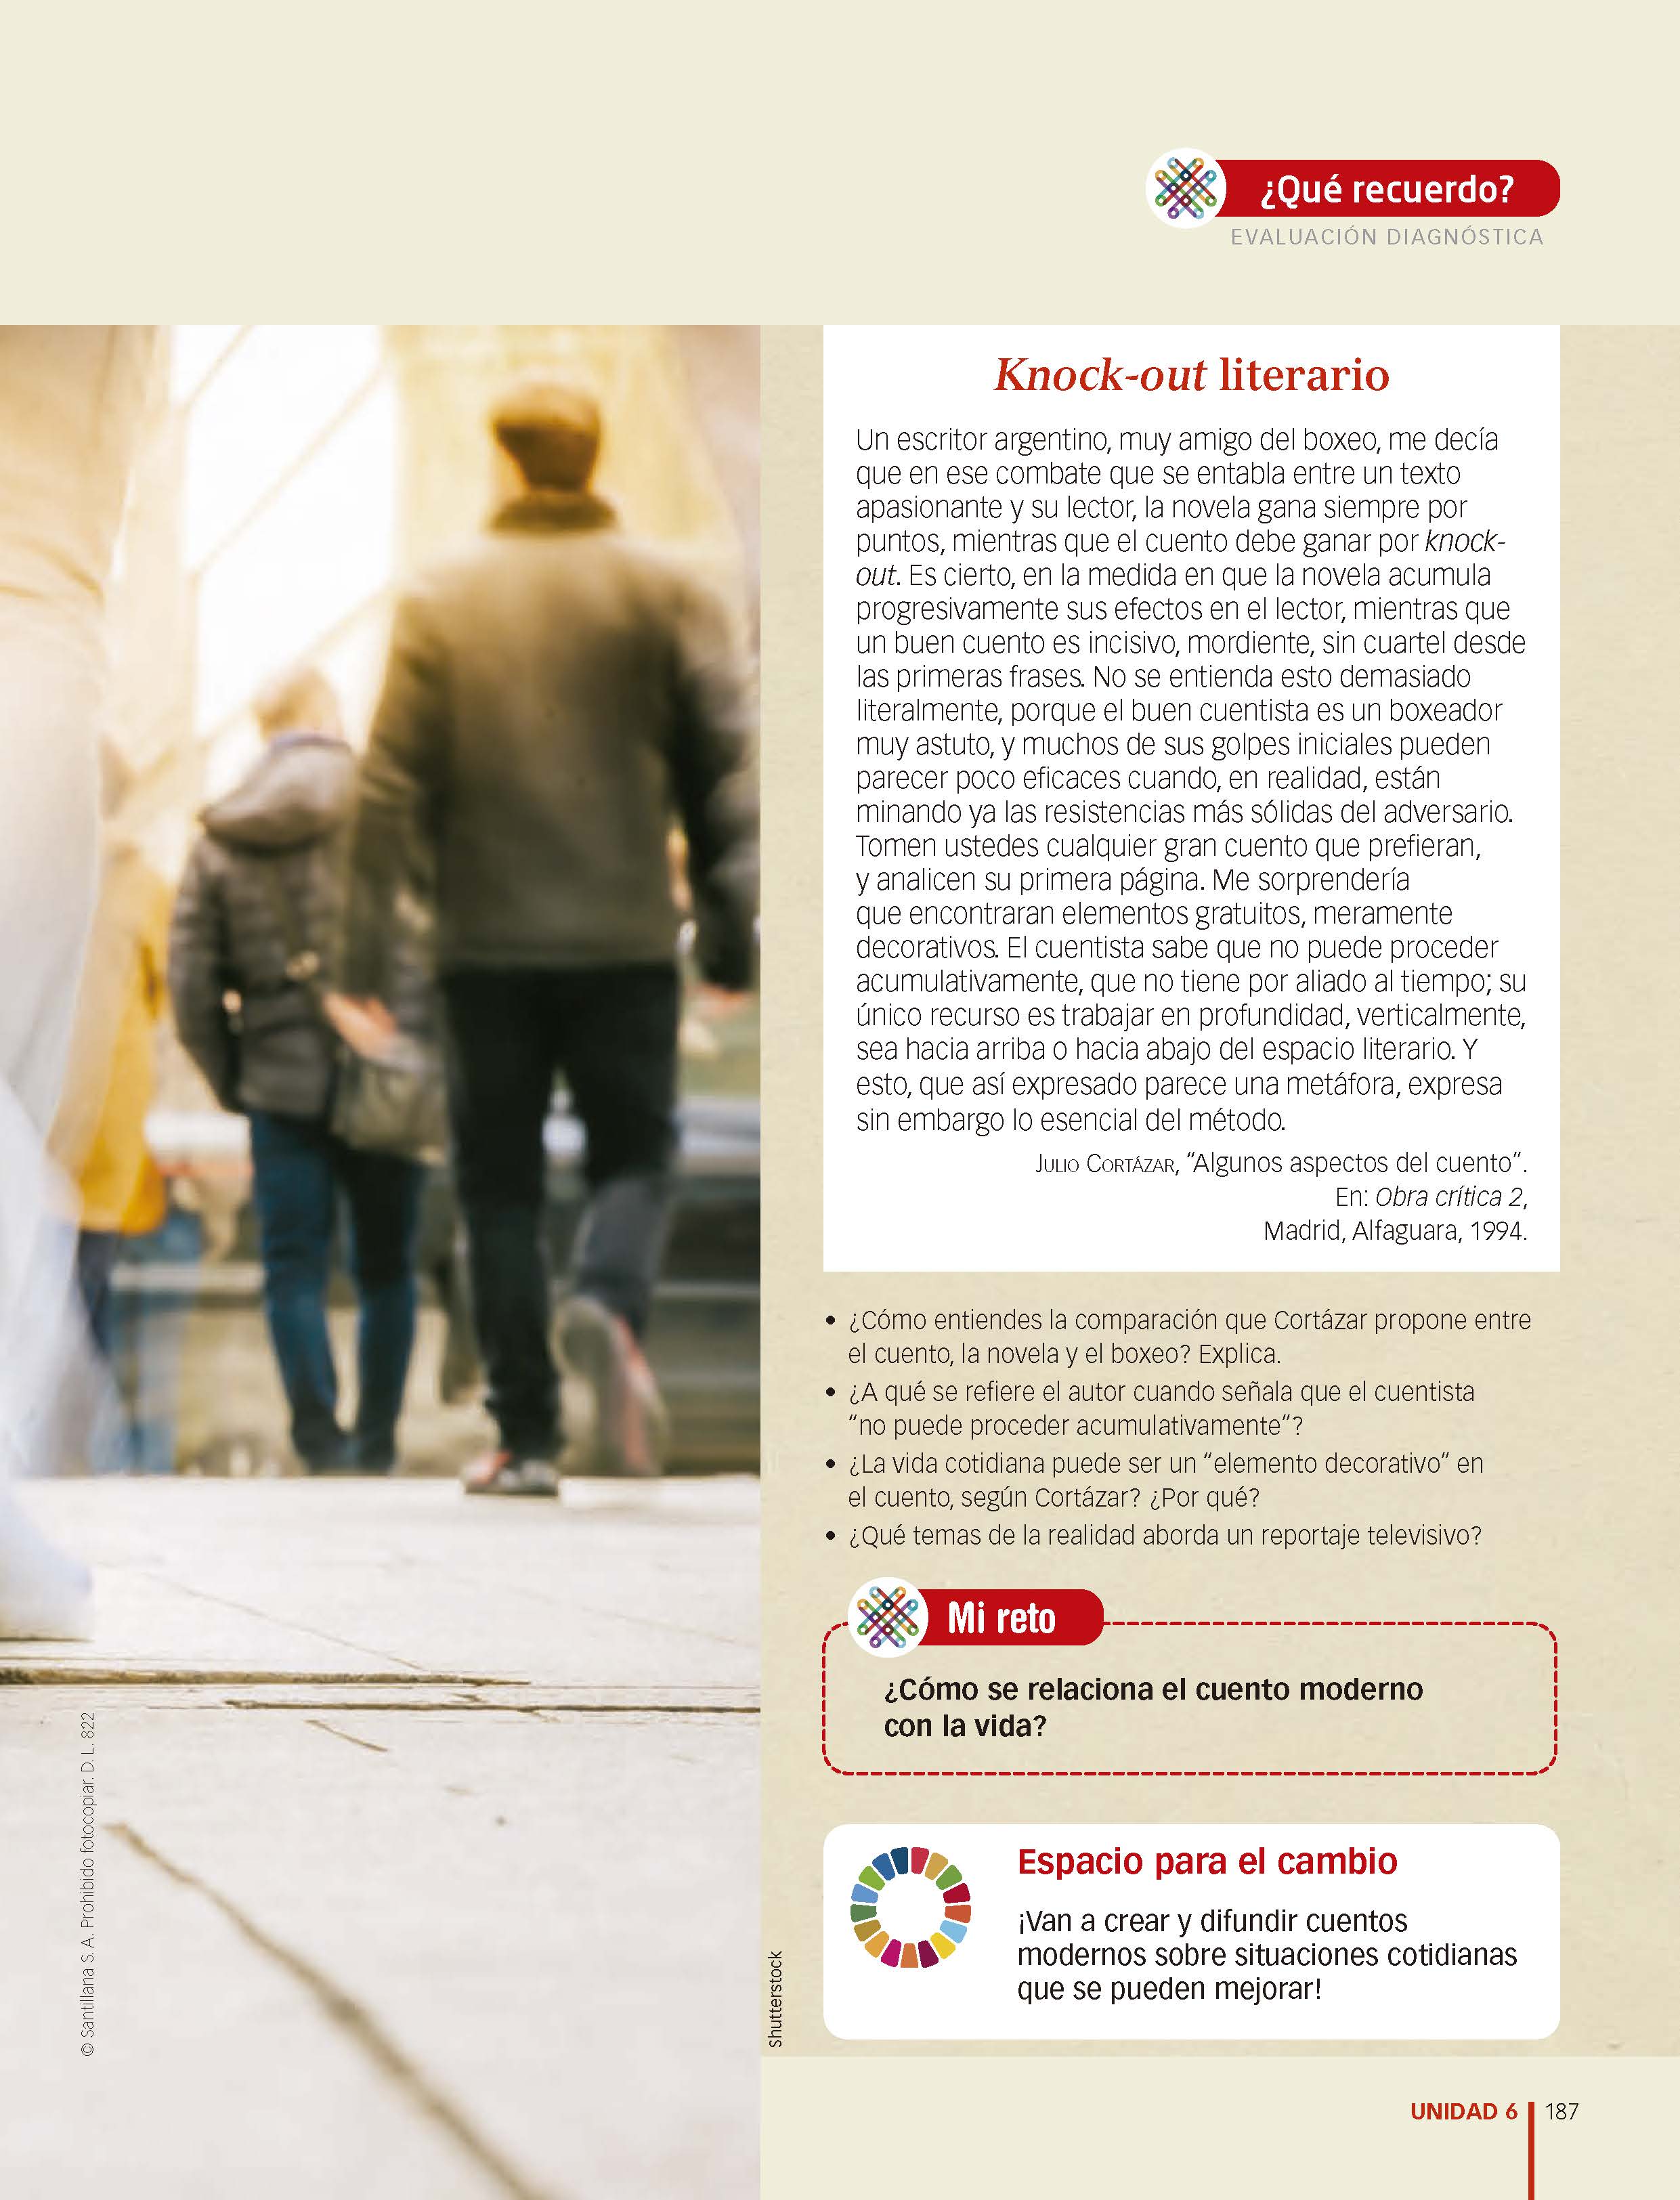 ¿Qué recuerdo?
EVALUACIÓN DIAGNÓSTICA
Knock-out literario
Un escritor argentino, muy amigo del boxeo, me decía
que en ese combate que se entabla entre un texto
apasionante y su lector, la novela gana siempre por
puntos, mientras que el cuento debe ganar por knock-
out. Es cierto, en la medida en que la novela acumula
progresivamente sus efectos en el lector, mientras que
un buen cuento es incisivo, mordiente, sin cuartel desde
las primeras frases. No se entienda esto demasiado
literalmente, porque el buen cuentista es un boxeador
muy astuto, y muchos de sus golpes iniciales pueden
parecer poco eficaces cuando, en realidad, están
minando ya las resistencias más sólidas del adversario.
Tomen ustedes cualquier gran cuento que prefieran,
y analicen su primera página. Me sorprendería
que encontraran elementos gratuitos, meramente
decorativos. El cuentista sabe que no puede proceder
acumulativamente, que no tiene por aliado al tiempo; su
único recurso es trabajar en profundidad, verticalmente,
sea hacia arriba o hacia abajo del espacio literario. Y
esto, que así expresado parece una metáfora, expresa
sin embargo lo esencial del método.
Julio Cortázar, “Algunos aspectos del cuento”.
En: Obra crítica 2,
Madrid, Alfaguara, 1994.
• ¿Cómo entiendes la comparación que Cortázar propone entre
el cuento, la novela y el boxeo? Explica.
• ¿A qué se refiere el autor cuando señala que el cuentista
“no puede proceder acumulativamente”?
• ¿La vida cotidiana puede ser un “elemento decorativo” en
el cuento, según Cortázar? ¿Por qué?
• ¿Qué temas de la realidad aborda un reportaje televisivo?
Mi reto
¿Cómo se relaciona el cuento moderno
con la vida?
Espacio para el cambio
¡Van a crear y difundir cuentos
modernos sobre situaciones cotidianas
que se pueden mejorar!
© Santillana S. A. Prohibido fotocopiar. D. L. 822
Shutterstock
UNIDAD 6
187